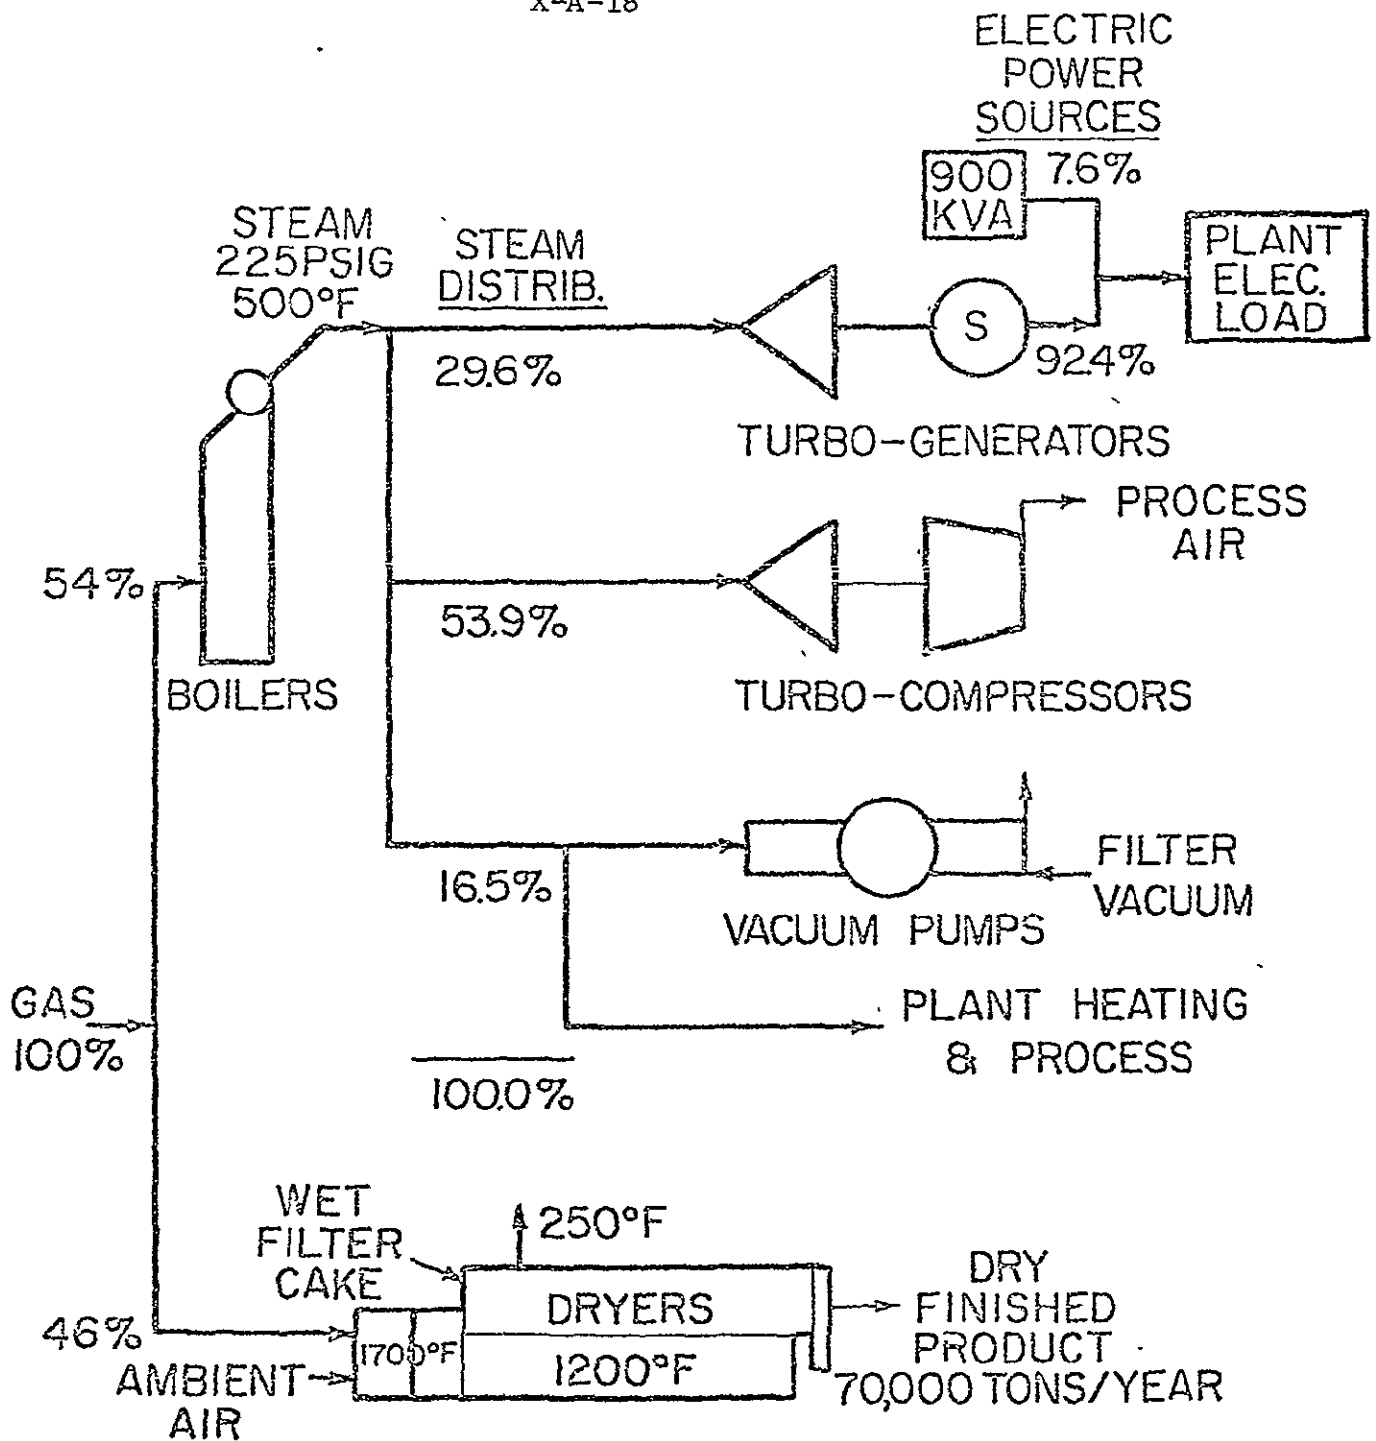 X-A-18
ELECTRIC
POWER
SOURCES
900
KVA
7.6%
PLANT
ELEC.
LOAD
STEAM
225PSIG
500°F
STEAM
DISTRIB.
29.6%
S
92.4%
TURBO-GENERATORS
PROCESS
AIR
54%
53.9%
BOILERS
TURBO-COMPRESSORS
16.5%
FILTER
VACUUM
VACUUM PUMPS
GAS
100%
PLANT HEATING
& PROCESS
100.0%
WET
FILTER
CAKE
250°F
DRYERS
DRY
FINISHED
PRODUCT
70,000 TONS/YEAR
46%
1700°F
1200°F
AMBIENT
AIR